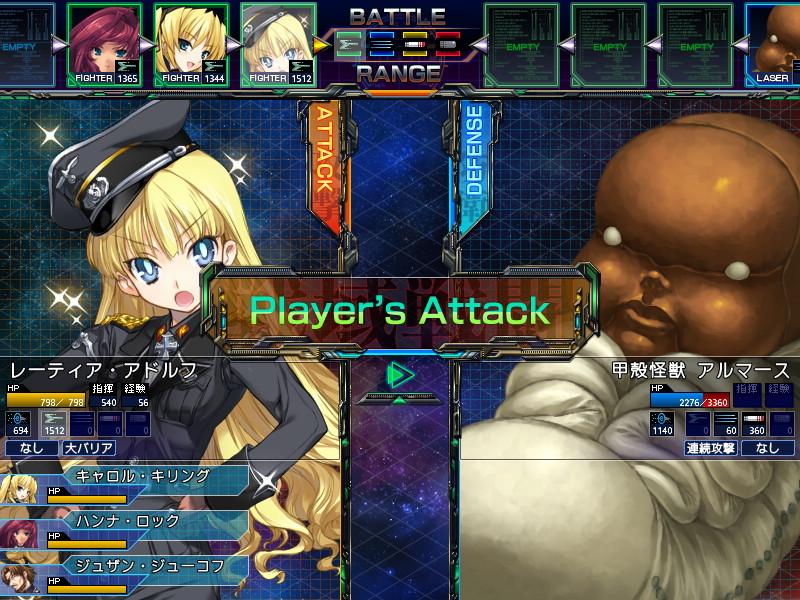 BATTLE
RANGE
EMPTY
FIGHTER 1365
FIGHTER 1344
FIGHTER 1512
EMPTY
EMPTY
EMPTY
LASER
ATTACK
DEFENSE
Player's Attack
レーティア・アドルフ
HP 798/798
指揮 540
経験 56
694
1512
なし
大バリア
キャロル・キリング
HP
ハンナ・ロック
HP
ジュザン・ジューコフ
HP
甲殻怪獣 アルマース
HP 2276/3360
指揮
経験
1140
60
360
連続攻撃
なし